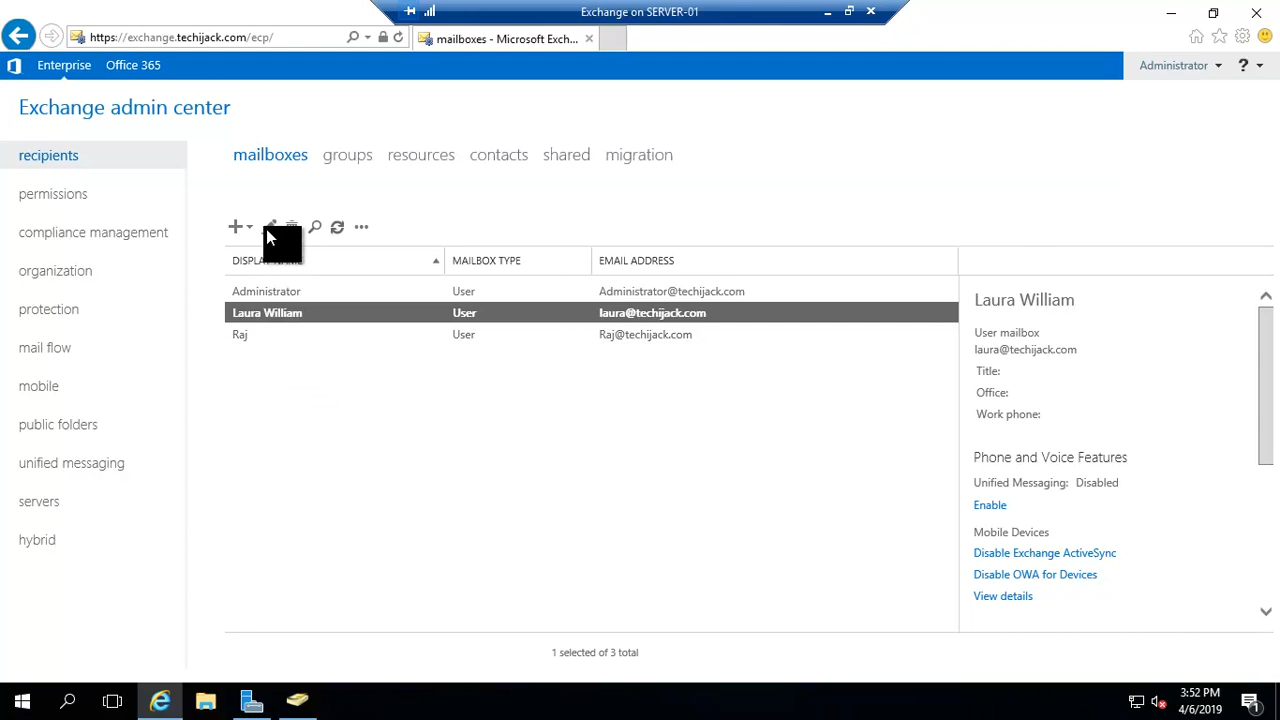 Exchange on SERVER-01
https://exchange.techijack.com/ecp/
mailboxes - Microsoft Exch...
Enterprise Office 365
Administrator ?
Exchange admin center
recipients
permissions
compliance management
organization
protection
mail flow
mobile
public folders
unified messaging
servers
hybrid
mailboxes groups resources contacts shared migration
MAILBOX TYPE EMAIL ADDRESS
Administrator User Administrator@techijack.com
Laura William User laura@techijack.com
Raj User Raj@techijack.com
1 selected of 3 total
Laura William
User mailbox
laura@techijack.com
Title:
Office:
Work phone:
Phone and Voice Features
Unified Messaging: Disabled
Enable
Mobile Devices
Disable Exchange ActiveSync
Disable OWA for Devices
View details
3:52 PM
4/6/2019
1